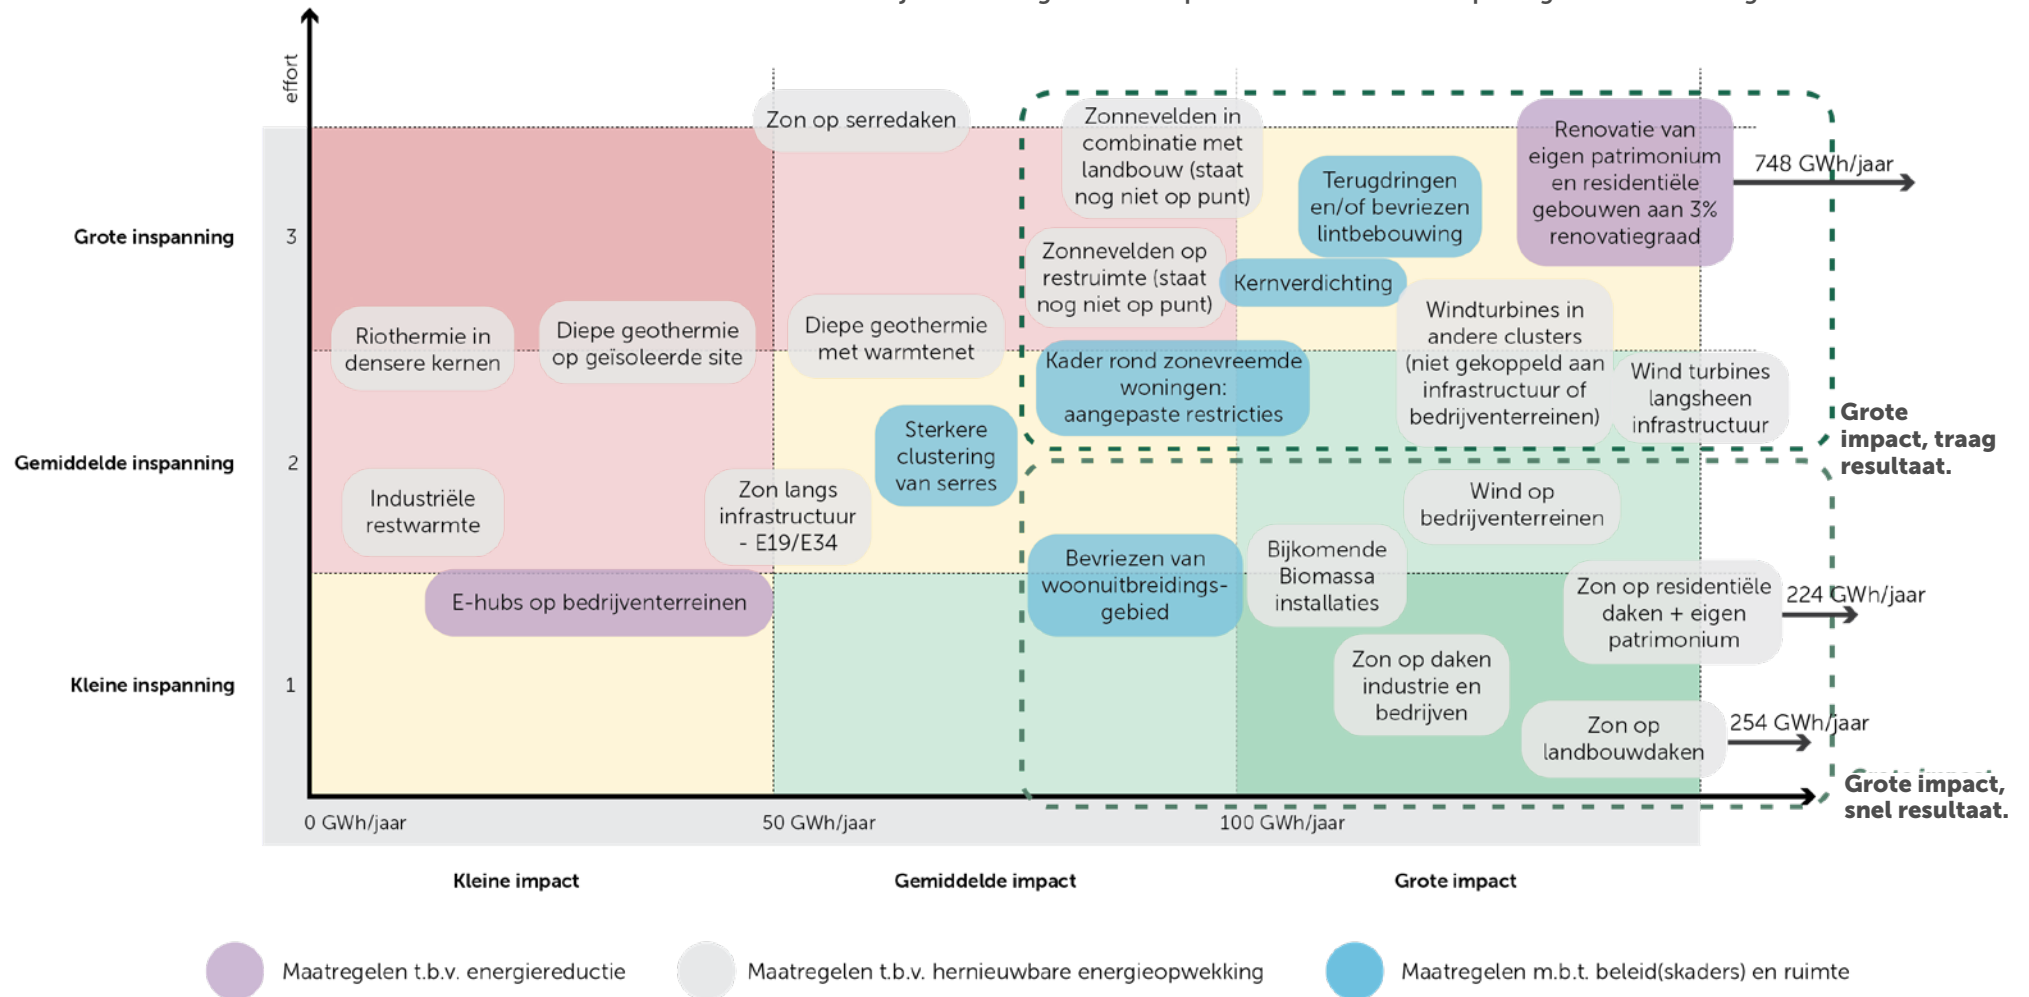 effort
Zon op serredaken
Zonnevelden in
combinatie met
landbouw (staat
nog niet op punt)
Renovatie van
eigen patrimonium
en residentiële
gebouwen aan 3%
renovatiegraad
748 GWh/jaar
Terugdringen
en/of bevriezen
lintbebouwing
Grote inspanning
3
Zonnevelden op
restruimte (staat
nog niet op punt)
Kernverdichting
Riothermie in
densere kernen
Diepe geothermie
op geïsoleerde site
Diepe geothermie
met warmtenet
Windturbines in
andere clusters
(niet gekoppeld aan
infrastructuur of
bedrijventerreinen)
Kader rond zonevreemde
woningen:
aangepaste restricties
Wind turbines
langsheen
infrastructuur
Grote
impact, traag
resultaat.
Sterkere
clustering
van serres
Gemiddelde inspanning
2
Industriële
restwarmte
Zon langs
infrastructuur
- E19/E34
Wind op
bedrijventerreinen
Bevriezen van
woonuitbreidings-
gebied
Bijkomende
Biomassa
installaties
E-hubs op bedrijventerreinen
Zon op residentiële
daken + eigen
patrimonium
224 GWh/jaar
Kleine inspanning
1
Zon op daken
industrie en
bedrijven
Zon op
landbouwdaken
254 GWh/jaar
Grote impact,
snel resultaat.
0 GWh/jaar
50 GWh/jaar
100 GWh/jaar
Kleine impact
Gemiddelde impact
Grote impact
Maatregelen t.b.v. energiereductie
Maatregelen t.b.v. hernieuwbare energieopwekking
Maatregelen m.b.t. beleid(skaders) en ruimte